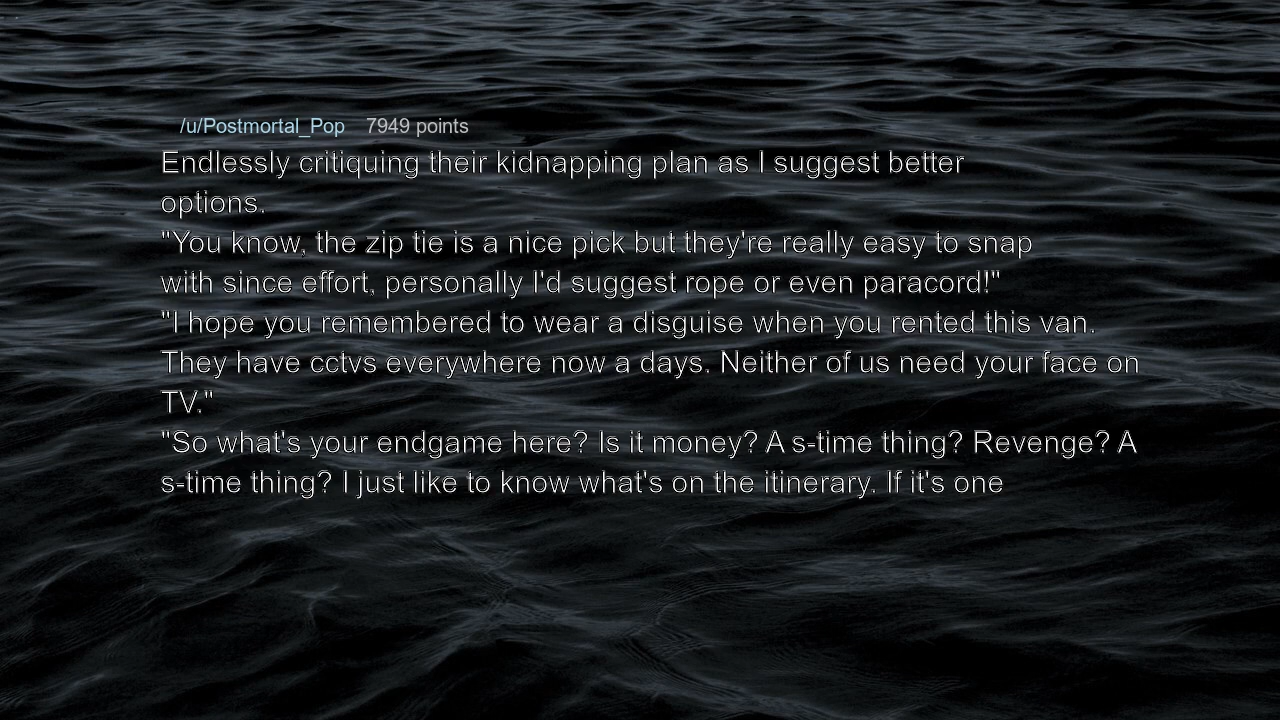 /u/Postmortal_Pop 7949 points
Endlessly critiquing their kidnapping plan as I suggest better
options.
"You know, the zip tie is a nice pick but they're really easy to snap
with since effort, personally I'd suggest rope or even paracord!"
"I hope you remembered to wear a disguise when you rented this van.
They have cctvs everywhere now a days. Neither of us need your face on
TV."
"So what's your endgame here? Is it money? A s-time thing? Revenge? A
s-time thing? I just like to know what's on the itinerary. If it's one